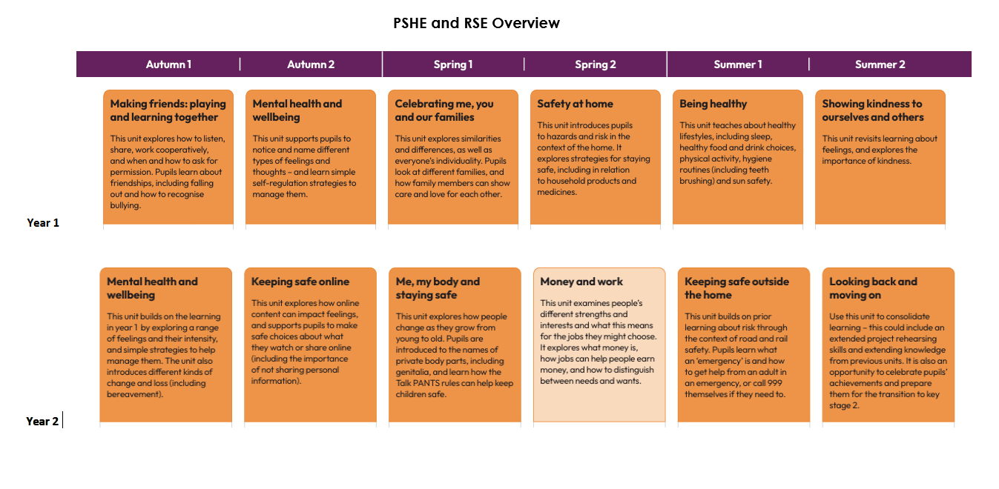 PSHE and RSE Overview
Autumn 1
Autumn 2
Spring 1
Spring 2
Summer 1
Summer 2
Making friends: playing
and learning together
This unit explores how to listen,
share, work cooperatively,
and when and how to ask for
permission. Pupils learn about
friendships, including falling
out and how to recognise
bullying.
Mental health and
wellbeing
This unit supports pupils to
notice and name different
types of feelings and
thoughts – and learn simple
self-regulation strategies to
manage them.
Celebrating me, you
and our families
This unit explores similarities
and differences, as well as
everyone's individuality. Pupils
look at different families, and
how family members can show
care and love for each other.
Safety at home
This unit introduces pupils
to hazards and risk in the
context of the home. It
explores strategies for staying
safe, including in relation
to household products and
medicines.
Being healthy
This unit teaches about healthy
lifestyles, including sleep,
healthy food and drink choices,
physical activity, hygiene
routines (including teeth
brushing) and sun safety.
Showing kindness to
ourselves and others
This unit revisits learning about
feelings, and explores the
importance of kindness.
Year 1
Mental health and
wellbeing
This unit builds on the learning
in year 1 by exploring a range
of feelings and their intensity,
and simple strategies to help
manage them. The unit also
introduces different kinds of
change and loss (including
bereavement).
Keeping safe online
This unit explores how online
content can impact feelings,
and supports pupils to make
safe choices about what
they watch or share online
(including the importance
of not sharing personal
information).
Me, my body and
staying safe
This unit explores how people
change as they grow from
young to old. Pupils are
introduced to the names of
private body parts, including
genitalia, and learn how the
Talk PANTS rules can help keep
children safe.
Money and work
This unit examines people's
different strengths and
interests and what this means
for the jobs they might choose.
It explores what money is,
how jobs can help people earn
money, and how to distinguish
between needs and wants.
Keeping safe outside
the home
This unit builds on prior
learning about risk through
the context of road and rail
safety. Pupils learn what
an 'emergency' is and how
to get help from an adult in
an emergency, or call 999
themselves if they need to.
Looking back and
moving on
Use this unit to consolidate
learning – this could include an
extended project rehearsing
skills and extending knowledge
from previous units. It is also an
opportunity to celebrate pupils'
achievements and prepare
them for the transition to key
stage 2.
Year 2